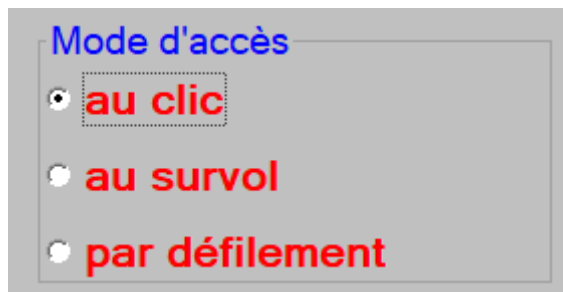 Mode d'accès
au clic
au survol
par défilement